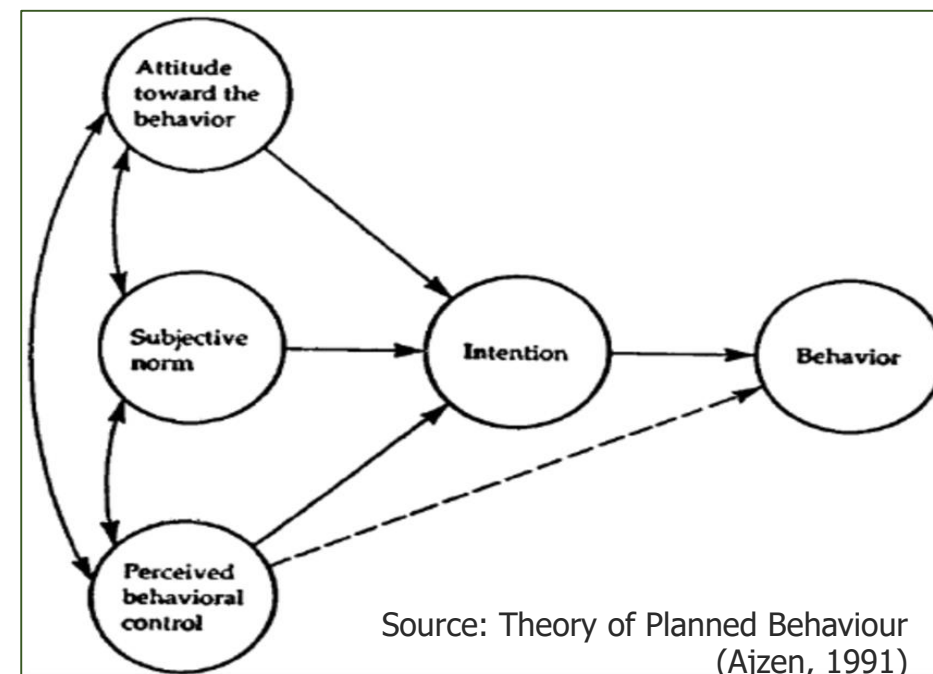 Attitude
toward the
behavior
Subjective
norm
Intention
Behavior
Perceived
behavioral
control
Source: Theory of Planned Behaviour
(Ajzen, 1991)